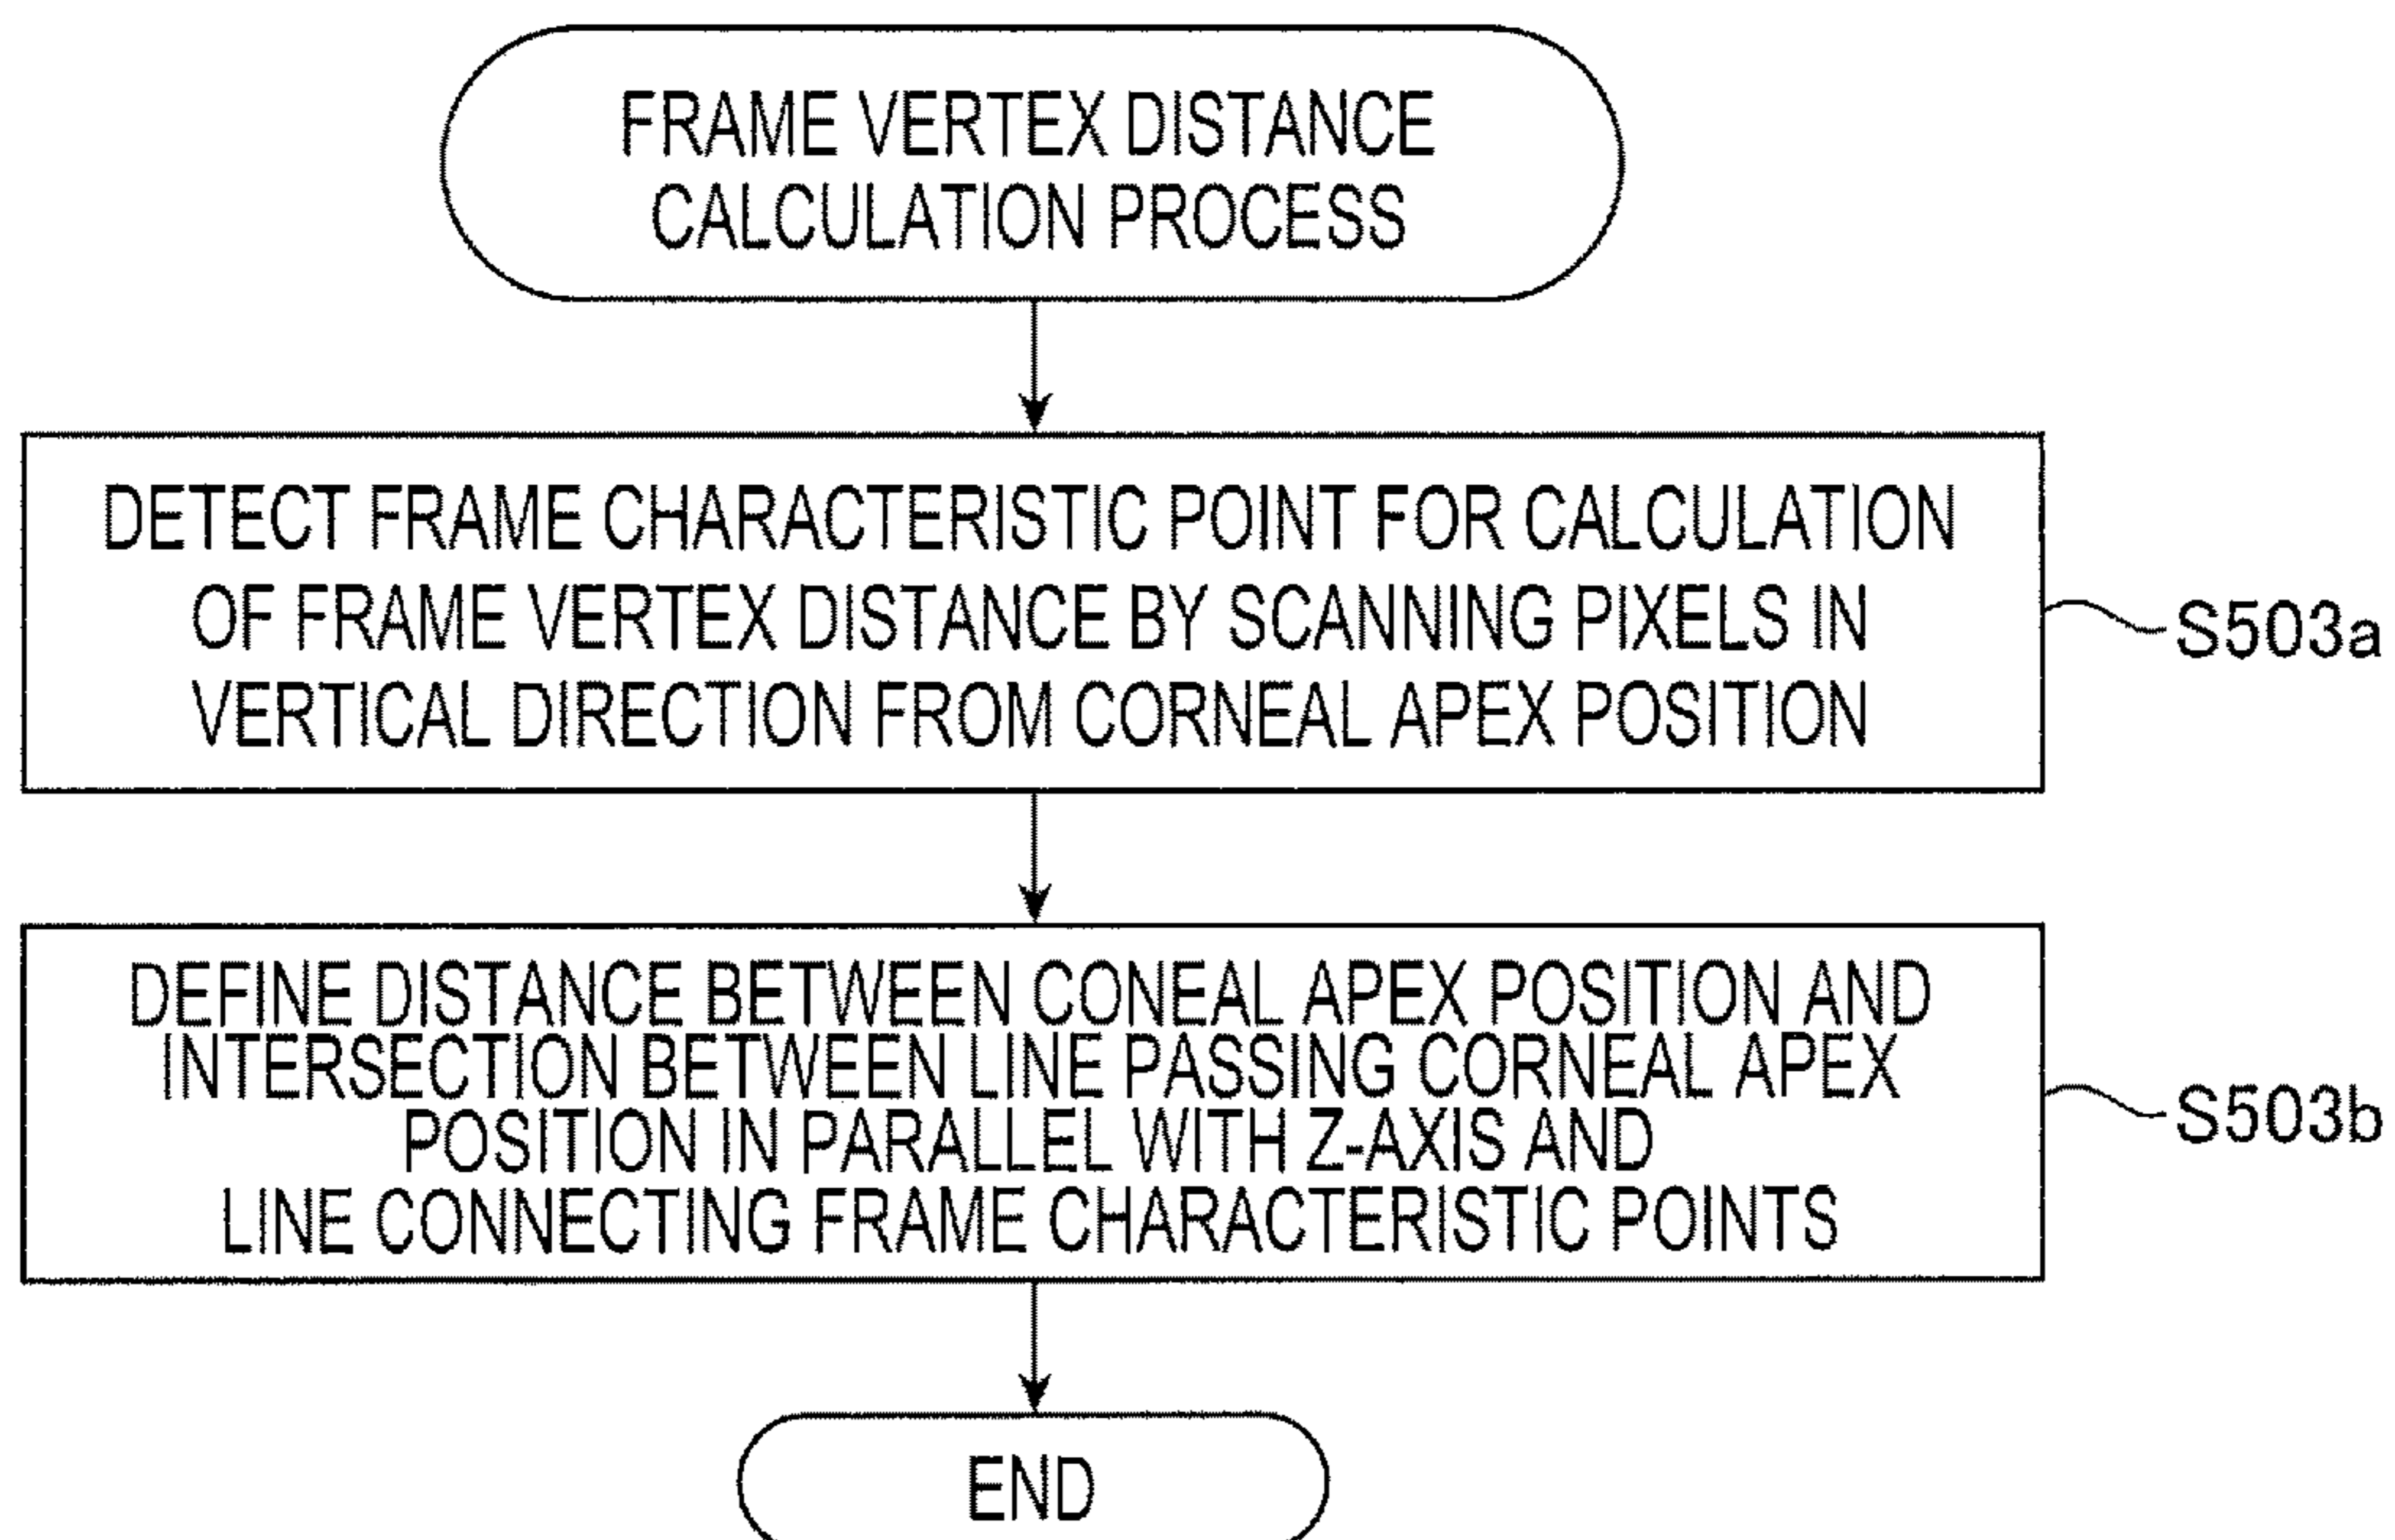 FRAME VERTEX DISTANCE
CALCULATION PROCESS
DETECT FRAME CHARACTERISTIC POINT FOR CALCULATION
OF FRAME VERTEX DISTANCE BY SCANNING PIXELS IN
VERTICAL DIRECTION FROM CORNEAL APEX POSITION
S503a
DEFINE DISTANCE BETWEEN CONEAL APEX POSITION AND
INTERSECTION BETWEEN LINE PASSING CORNEAL APEX
POSITION IN PARALLEL WITH Z-AXIS AND
LINE CONNECTING FRAME CHARACTERISTIC POINTS
S503b
END